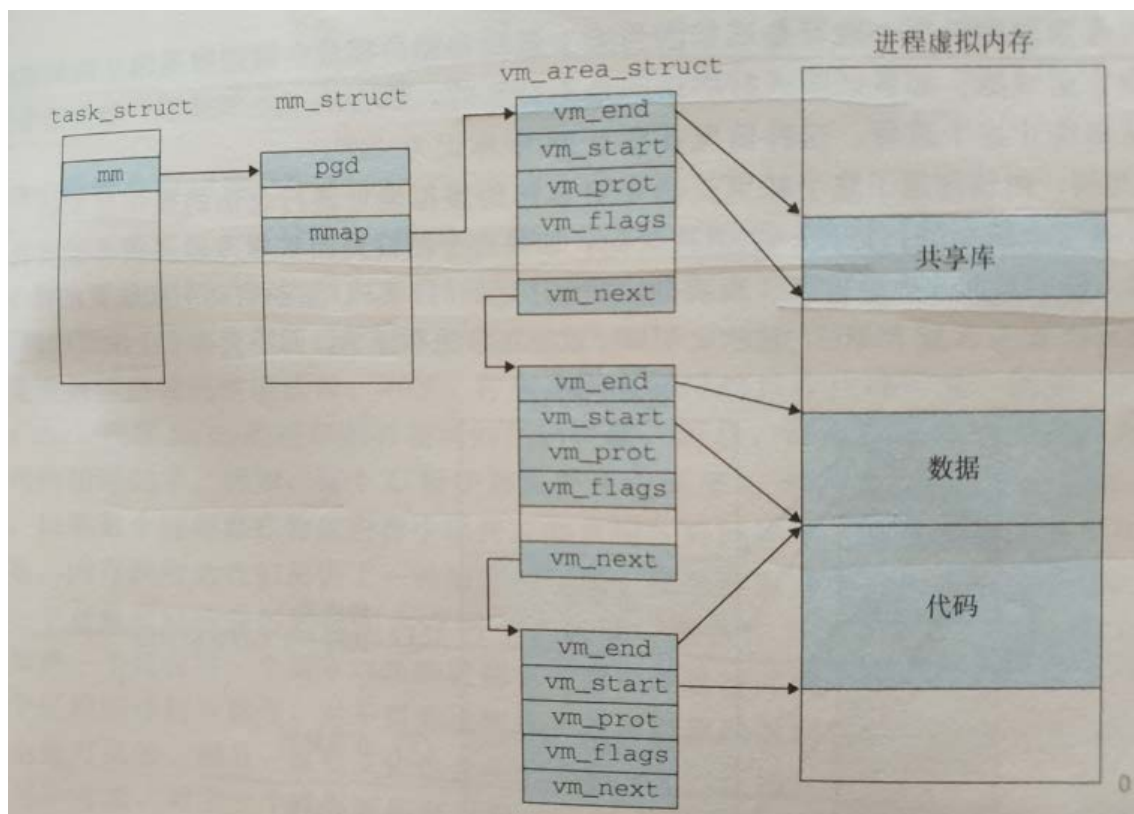 task_struct
mm
mm_struct
pgd
mmap
vm_area_struct
vm_end
vm_start
vm_prot
vm_flags
vm_next
vm_end
vm_start
vm_prot
vm_flags
vm_next
vm_end
vm_start
vm_prot
vm_flags
vm_next
进程虚拟内存
共享库
数据
代码
0